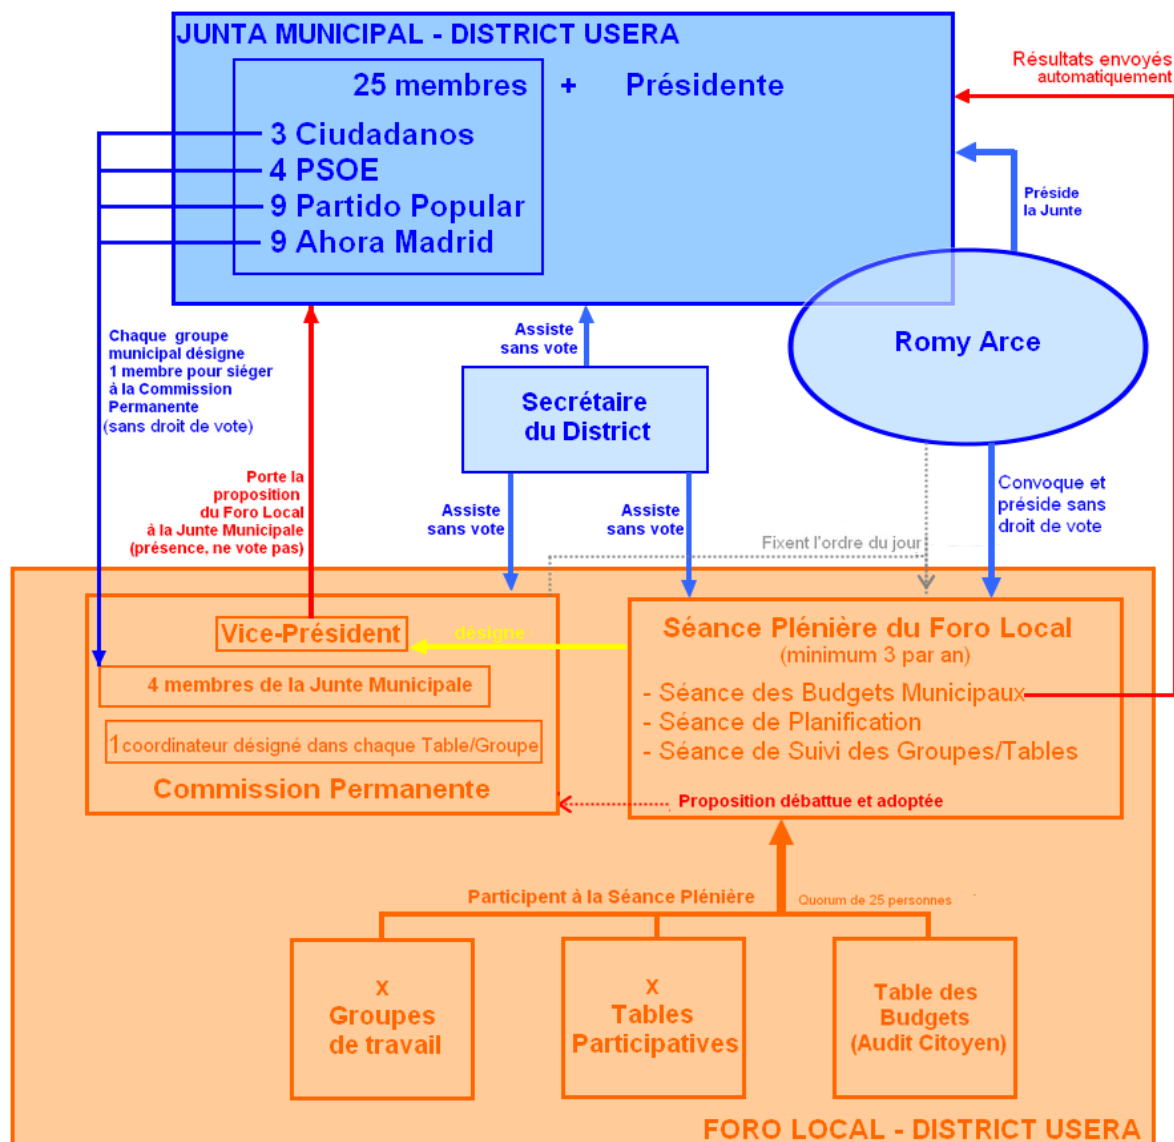 JUNTA MUNICIPAL - DISTRICT USERA
25 membres + Présidente
3 Ciudadanos
4 PSOE
9 Partido Popular
9 Ahora Madrid
Résultats envoyés
automatiquement
Préside
la Junte
Romy Arce
Chaque groupe
municipal désigne
1 membre pour siéger
à la Commission
Permanente
(sans droit de vote)
Assiste
sans vote
Secrétaire
du District
Porte la
proposition
du Foro Local
à la Junte Municipale
(présence, ne vote pas)
Assiste
sans vote
Assiste
sans vote
Convoque et
préside sans
droit de vote
Fixent l'ordre du jour
Vice-Président
désigne
4 membres de la Junte Municipale
1 coordinateur désigné dans chaque Table/Groupe
Commission Permanente
Séance Plénière du Foro Local
(minimum 3 par an)
- Séance des Budgets Municipaux
- Séance de Planification
- Séance de Suivi des Groupes/Tables
Proposition débattue et adoptée
Participent à la Séance Plénière
Quorum de 25 personnes
x
Groupes
de travail
x
Tables
Participatives
Table des
Budgets
(Audit Citoyen)
FORO LOCAL - DISTRICT USERA